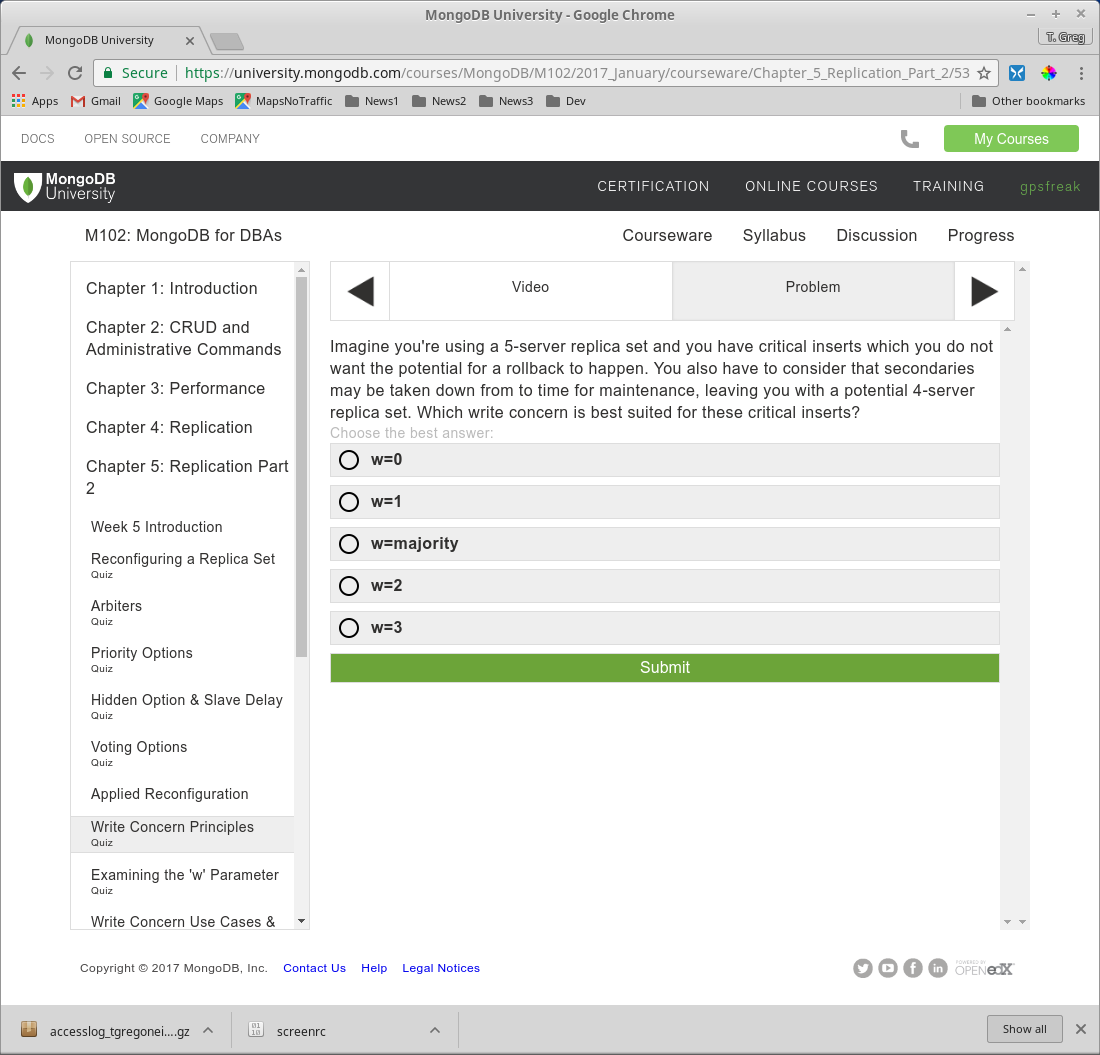 MongoDB University - Google Chrome
MongoDB University
T. Greg
Secure https://university.mongodb.com/courses/MongoDB/M102/2017_January/courseware/Chapter_5_Replication_Part_2/53
Apps Gmail Google Maps MapsNoTraffic News1 News2 News3 Dev Other bookmarks
DOCS OPEN SOURCE COMPANY My Courses
MongoDB
University
CERTIFICATION ONLINE COURSES TRAINING gpsfreak
M102: MongoDB for DBAs Courseware Syllabus Discussion Progress
Chapter 1: Introduction
Chapter 2: CRUD and
Administrative Commands
Chapter 3: Performance
Chapter 4: Replication
Chapter 5: Replication Part
2
Week 5 Introduction
Reconfiguring a Replica Set
Quiz
Arbiters
Quiz
Priority Options
Quiz
Hidden Option & Slave Delay
Quiz
Voting Options
Quiz
Applied Reconfiguration
Write Concern Principles
Quiz
Examining the 'w' Parameter
Quiz
Write Concern Use Cases &
Video Problem
Imagine you're using a 5-server replica set and you have critical inserts which you do not
want the potential for a rollback to happen. You also have to consider that secondaries
may be taken down from to time for maintenance, leaving you with a potential 4-server
replica set. Which write concern is best suited for these critical inserts?
Choose the best answer:
w=0
w=1
w=majority
w=2
w=3
Submit
Copyright © 2017 MongoDB, Inc. Contact Us Help Legal Notices
POWERED BY
OPEN edX
accesslog_tgregonei....gz
01
10
screenrc
Show all